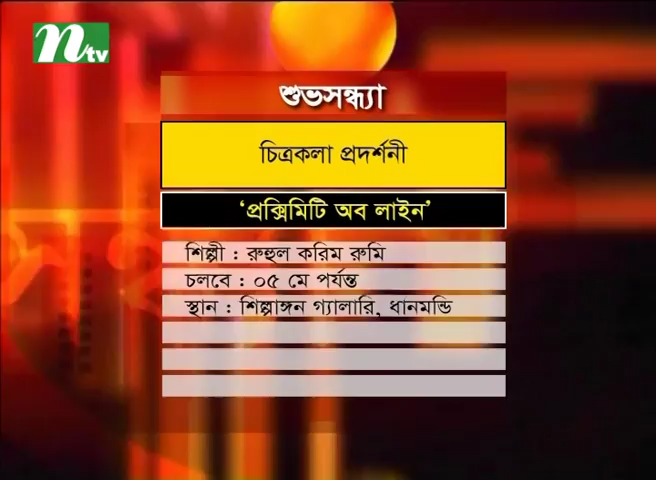 ntv
শুভসন্ধ্যা
চিত্রকলা প্রদর্শনী
‘প্রক্সিমিটি অব লাইন’
শিল্পী : রুহুল করিম রুমি
চলবে : ০৫ মে পর্যন্ত
স্থান : শিল্পাঙ্গন গ্যালারি, ধানমন্ডি